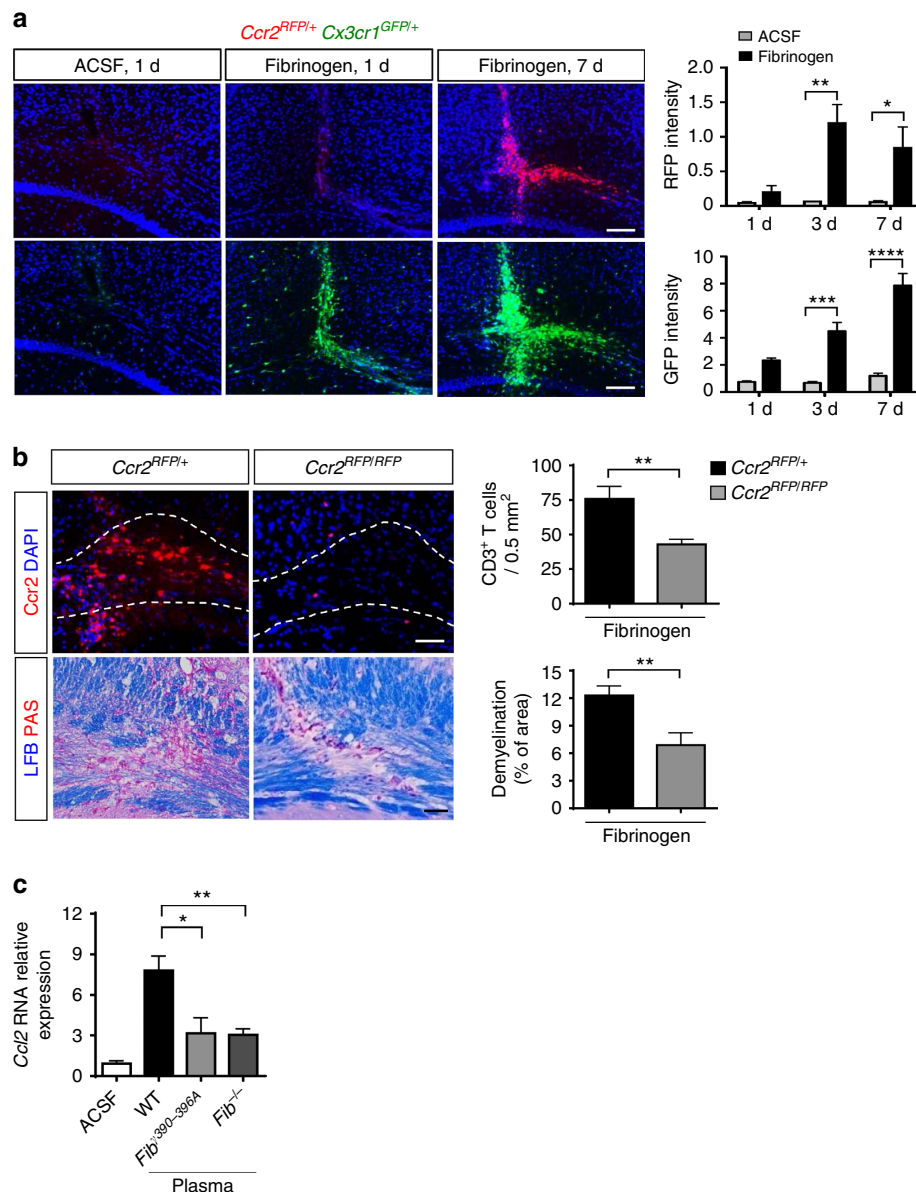 a
Ccr2RFP/+ Cx3cr1GFP/+
ACSF, 1 d
Fibrinogen, 1 d
Fibrinogen, 7 d
ACSF
Fibrinogen
RFP intensity
2.0
1.5
1.0
0.5
0
**
*
1 d
3 d
7 d
GFP intensity
10
8
6
4
2
0
***
****
1 d
3 d
7 d
b
Ccr2RFP/+
Ccr2RFP/RFP
Ccr2 DAPI
LFB PAS
CD3+ T cells
/ 0.5 mm2
100
75
50
25
0
**
Fibrinogen
Ccr2RFP/+
Ccr2RFP/RFP
Demyelination
(% of area)
15
12
9
6
3
0
**
Fibrinogen
c
Ccl2 RNA relative
expression
12
9
6
3
0
**
*
ACSF
WT
Fibγ390–396A
Fib–/–
Plasma